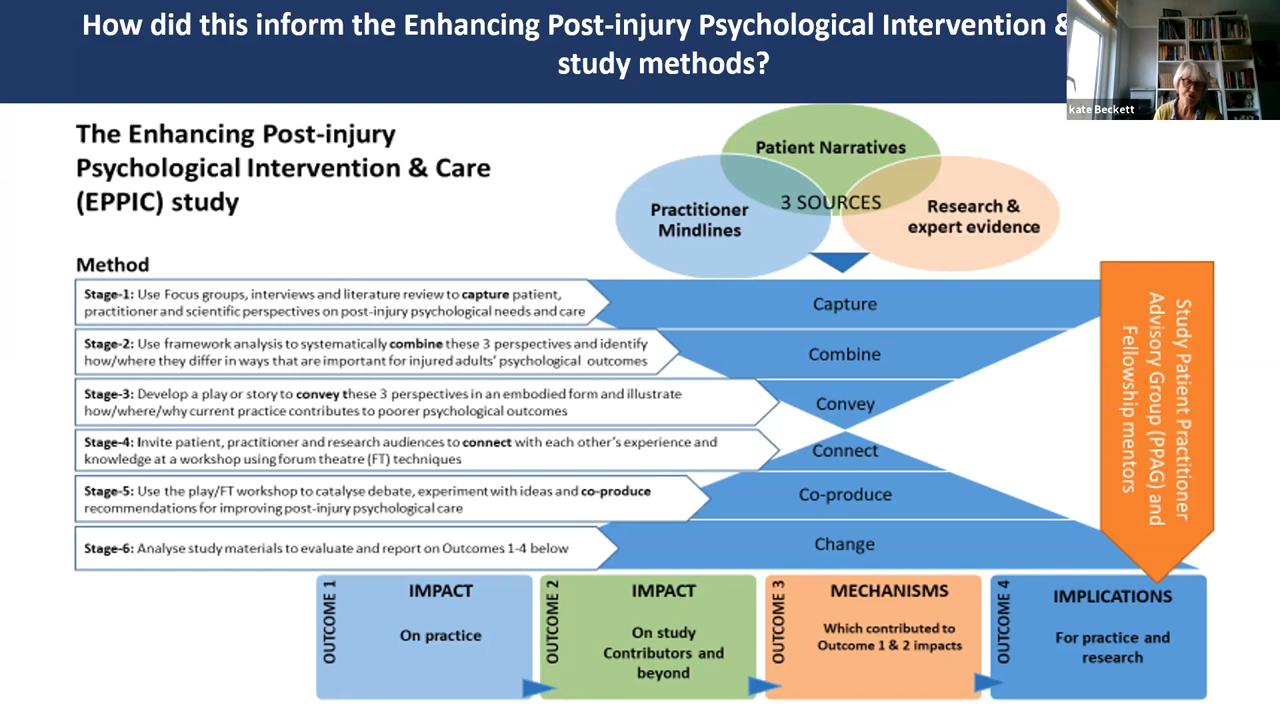 How did this inform the Enhancing Post-injury Psychological Intervention &
study methods?
kate Beckett
The Enhancing Post-injury
Psychological Intervention & Care
(EPPIC) study
Patient Narratives
3 SOURCES
Practitioner
Mindlines
Research &
expert evidence
Method
Stage-1: Use Focus groups, interviews and literature review to capture patient,
practitioner and scientific perspectives on post-injury psychological needs and care
Capture
Stage-2: Use framework analysis to systematically combine these 3 perspectives and identify
how/where they differ in ways that are important for injured adults' psychological outcomes
Combine
Stage-3: Develop a play or story to convey these 3 perspectives in an embodied form and illustrate
how/where/why current practice contributes to poorer psychological outcomes
Convey
Stage-4: Invite patient, practitioner and research audiences to connect with each other's experience and
knowledge at a workshop using forum theatre (FT) techniques
Connect
Stage-5: Use the play/FT workshop to catalyse debate, experiment with ideas and co-produce
recommendations for improving post-injury psychological care
Co-produce
Stage-6: Analyse study materials to evaluate and report on Outcomes 1-4 below
Change
Study Patient Practitioner
Advisory Group (PPAG) and
Fellowship mentors
OUTCOME 1
IMPACT
On practice
OUTCOME 2
IMPACT
On study
Contributors and
beyond
OUTCOME 3
MECHANISMS
Which contributed to
Outcome 1 & 2 impacts
OUTCOME 4
IMPLICATIONS
For practice and
research